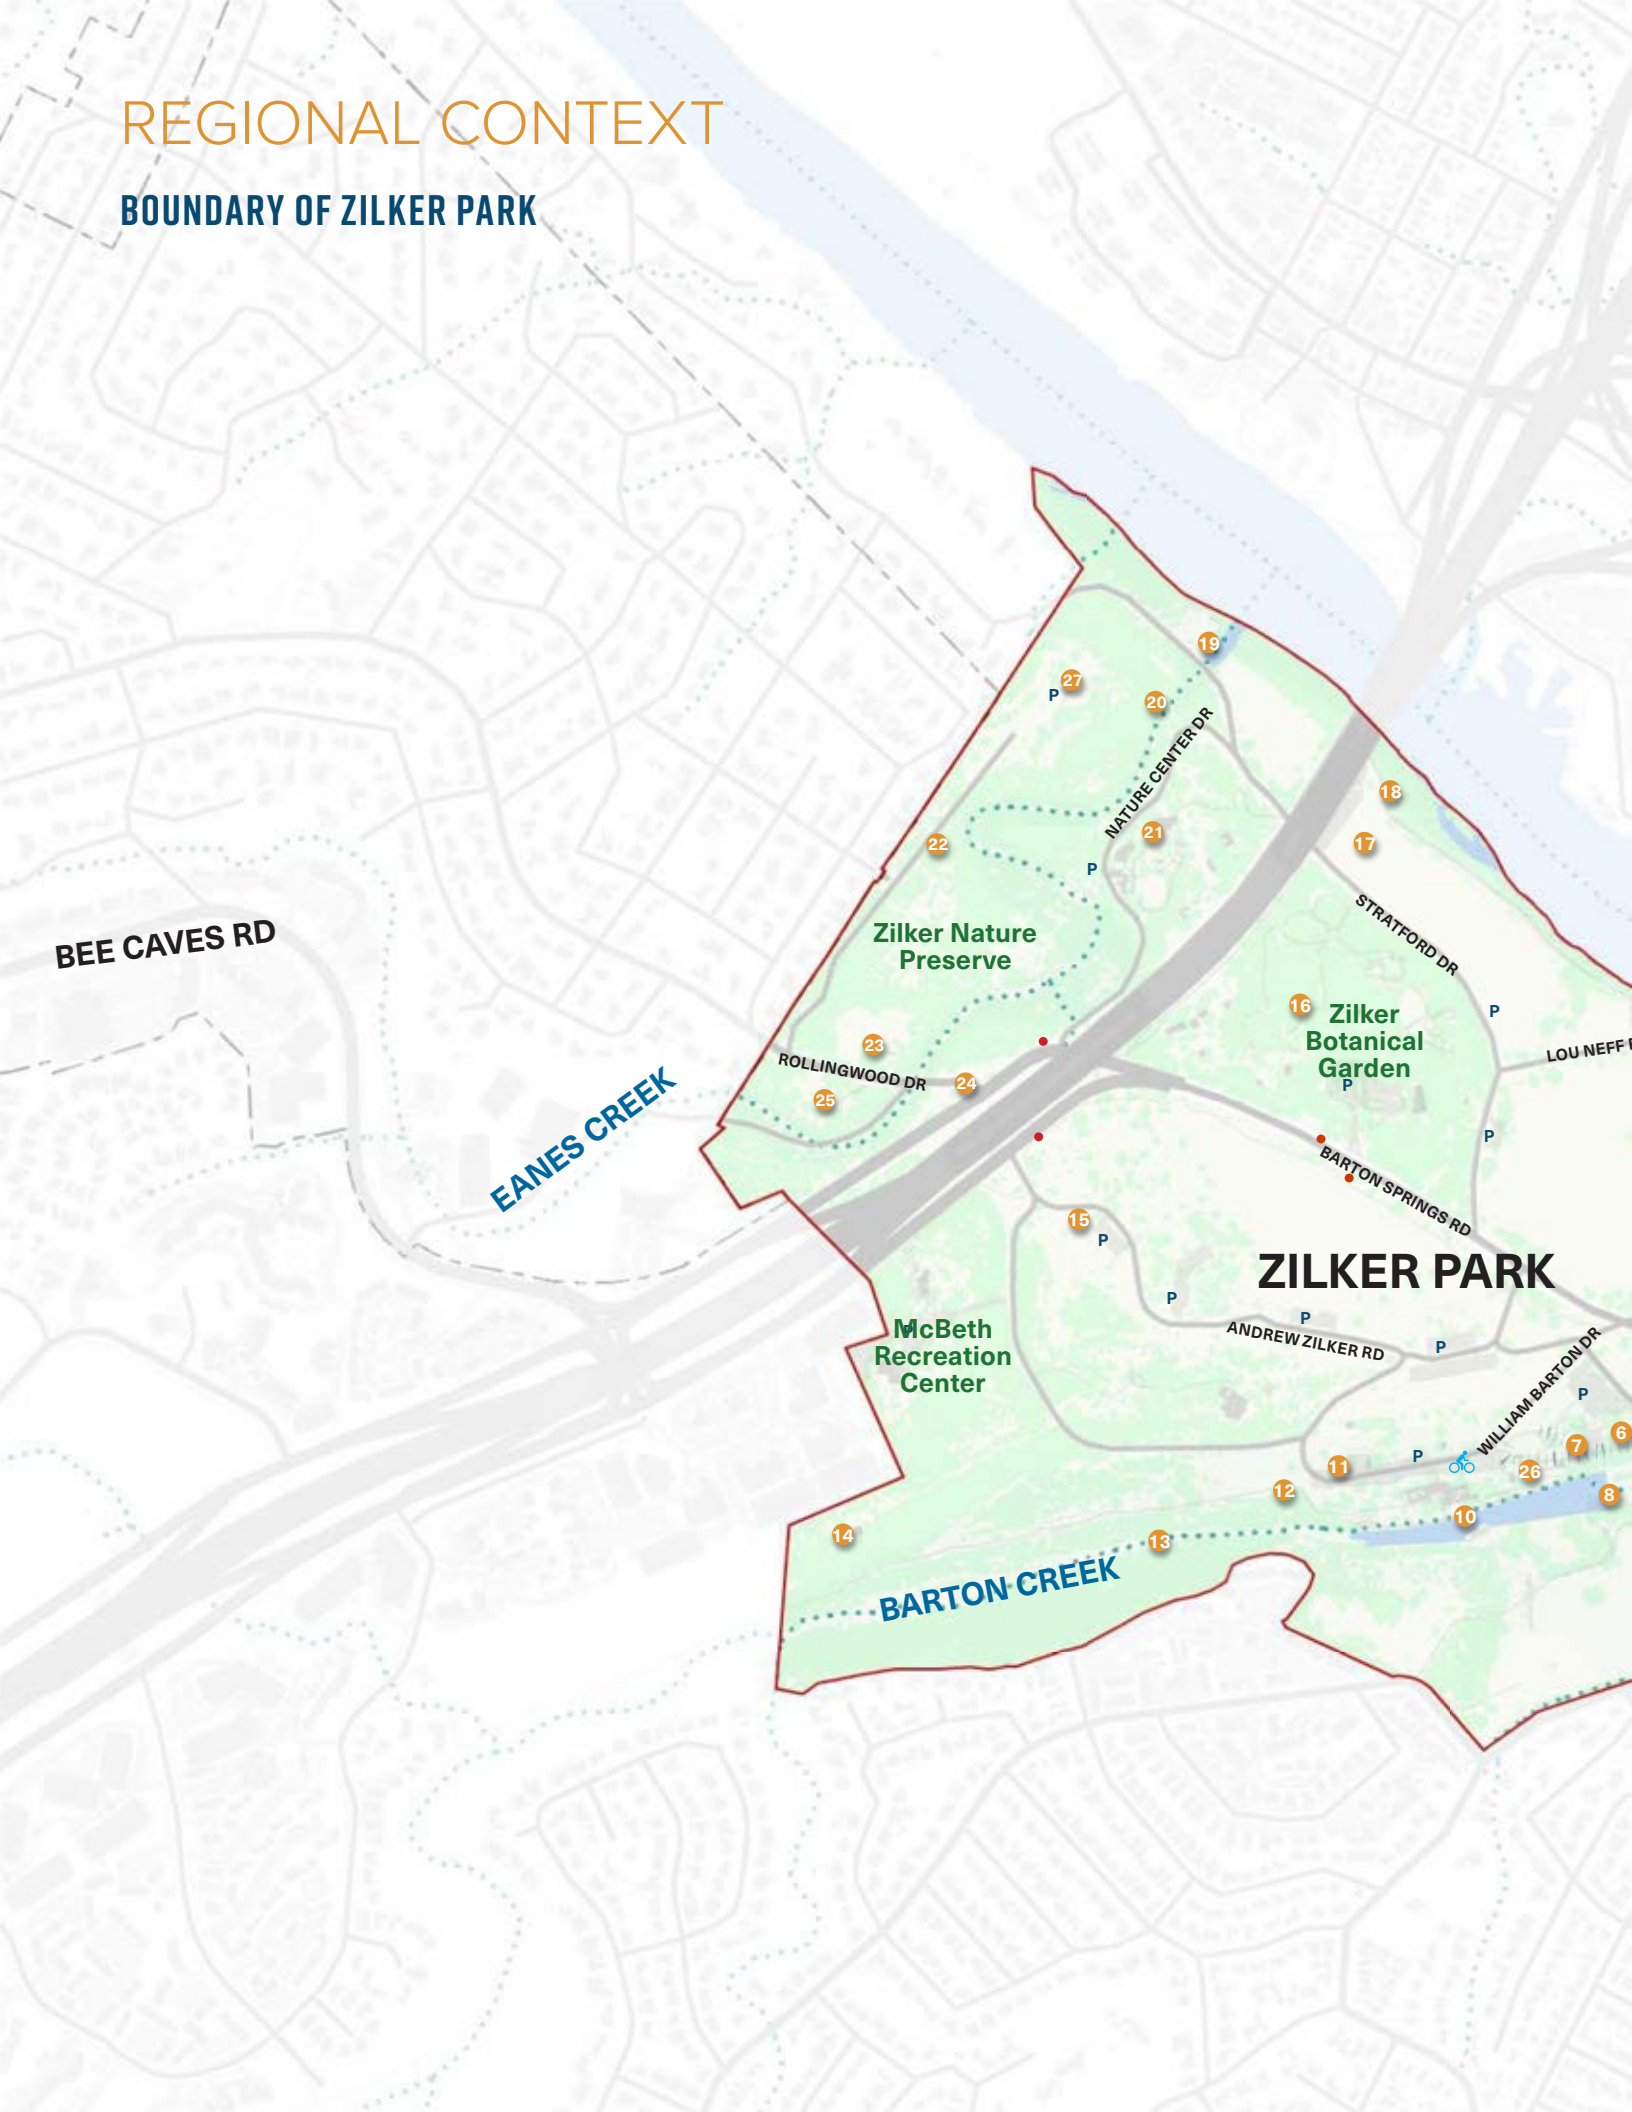 REGIONAL CONTEXT
BOUNDARY OF ZILKER PARK
19
27
P
20
NATURE CENTER DR
18
21
17
22
P
STRATFORD DR
BEE CAVES RD
Zilker Nature
Preserve
16
Zilker
Botanical
Garden
P
P
LOU NEFF
23
ROLLINGWOOD DR
24
25
EANES CREEK
P
BARTON SPRINGS RD
15
P
ZILKER PARK
P
P
ANDREW ZILKER RD
P
P
McBeth
Recreation
Center
WILLIAM BARTON DR
P
6
7
P
11
26
12
8
10
14
13
BARTON CREEK